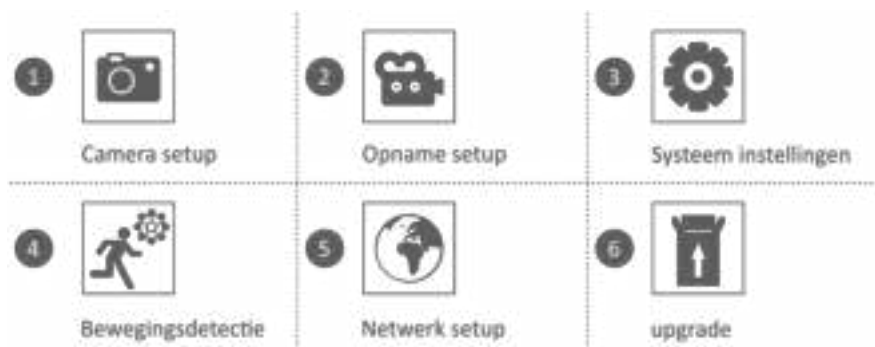 1
Camera setup
2
Opname setup
3
Systeem instellingen
4
Bewegingsdetectie
5
Netwerk setup
6
upgrade